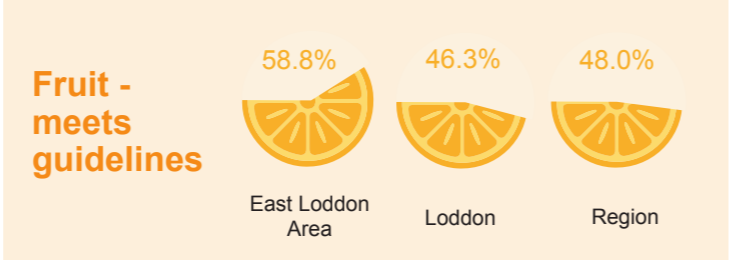 Fruit -
meets
guidelines
58.8%
46.3%
48.0%
East Loddon
Area
Loddon
Region